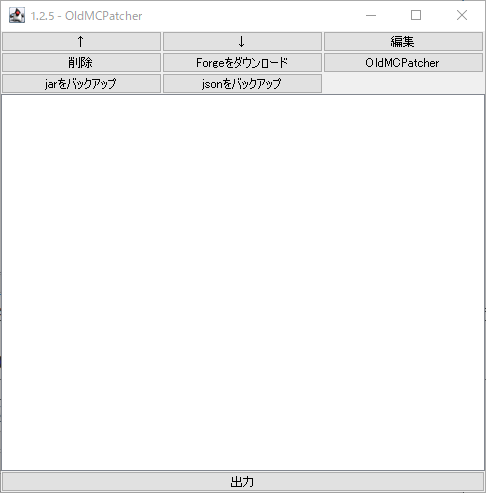 1.2.5 - OldMCPatcher
↑ ↓ 編集
削除 Forgeをダウンロード OldMCPatcher
jarをバックアップ jsonをバックアップ
出力